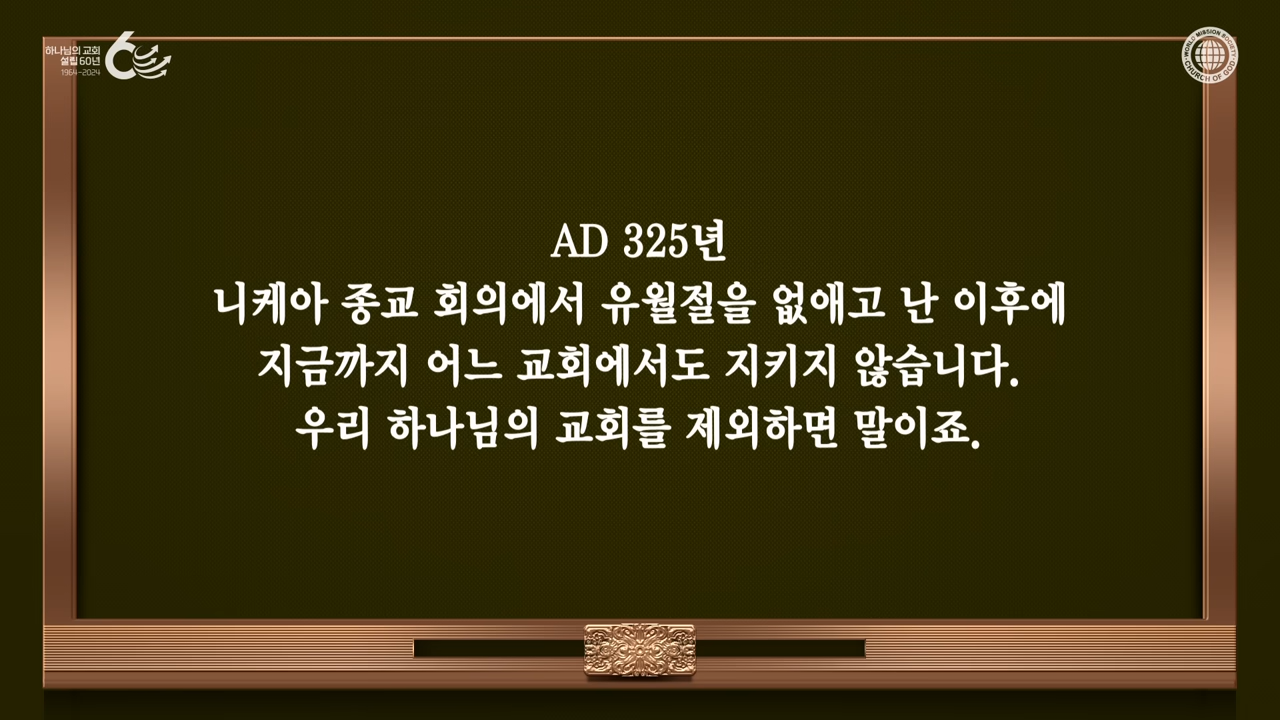 하나님의 교회
설립 60년
1964-2024
60
WORLD MISSION SOCIETY
CHURCH OF GOD
AD 325년
니케아 종교 회의에서 유월절을 없애고 난 이후에
지금까지 어느 교회에서도 지키지 않습니다.
우리 하나님의 교회를 제외하면 말이죠.